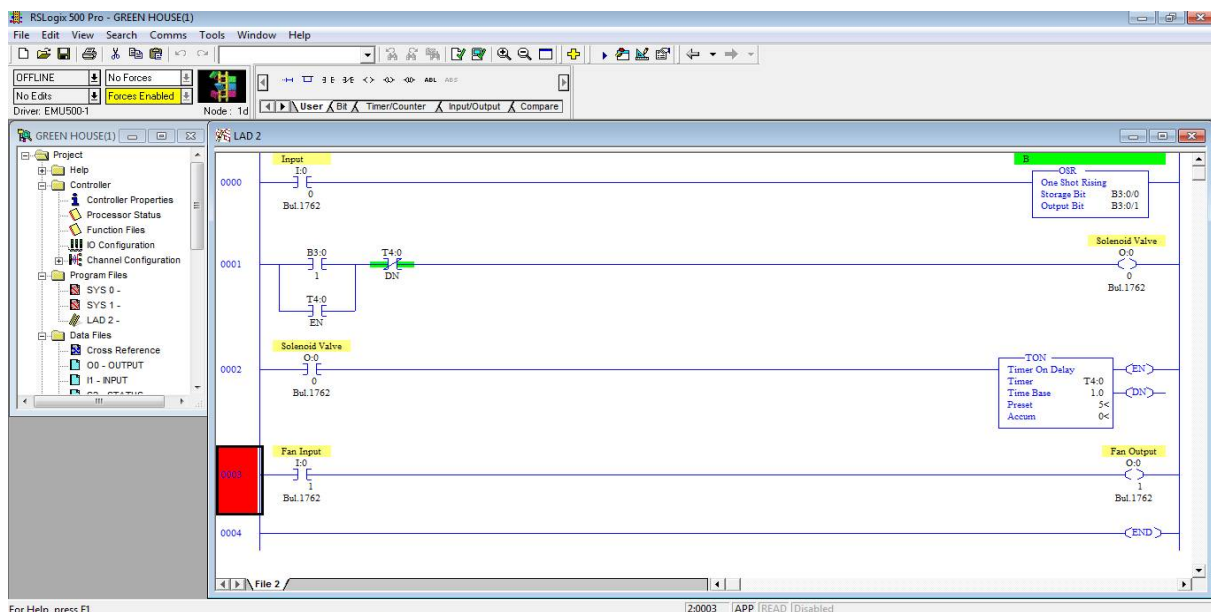 RSLogix 500 Pro - GREEN HOUSE(1)
File Edit View Search Comms Tools Window Help
OFFLINE No Forces
No Edits Forces Enabled
Driver: EMU500-1 Node : 1d
ABL ABS
User Bit Timer/Counter Input/Output Compare
GREEN HOUSE(1)
Project
Help
Controller
Controller Properties
Processor Status
Function Files
IO Configuration
Channel Configuration
Program Files
SYS 0 -
SYS 1 -
LAD 2 -
Data Files
Cross Reference
O0 - OUTPUT
I1 - INPUT
LAD 2
0000
Input
I:0
0
Bul.1762
B
OSR
One Shot Rising
Storage Bit B3:0/0
Output Bit B3:0/1
0001
B3:0
1
T4:0
DN
T4:0
EN
Solenoid Valve
O:0
0
Bul.1762
0002
Solenoid Valve
O:0
0
Bul.1762
TON
Timer On Delay
Timer T4:0
Time Base 1.0
Preset 5<
Accum 0<
EN
DN
0003
Fan Input
I:0
1
Bul.1762
Fan Output
O:0
1
Bul.1762
0004
END
File 2
For Help, press F1
2:0003 APP READ Disabled